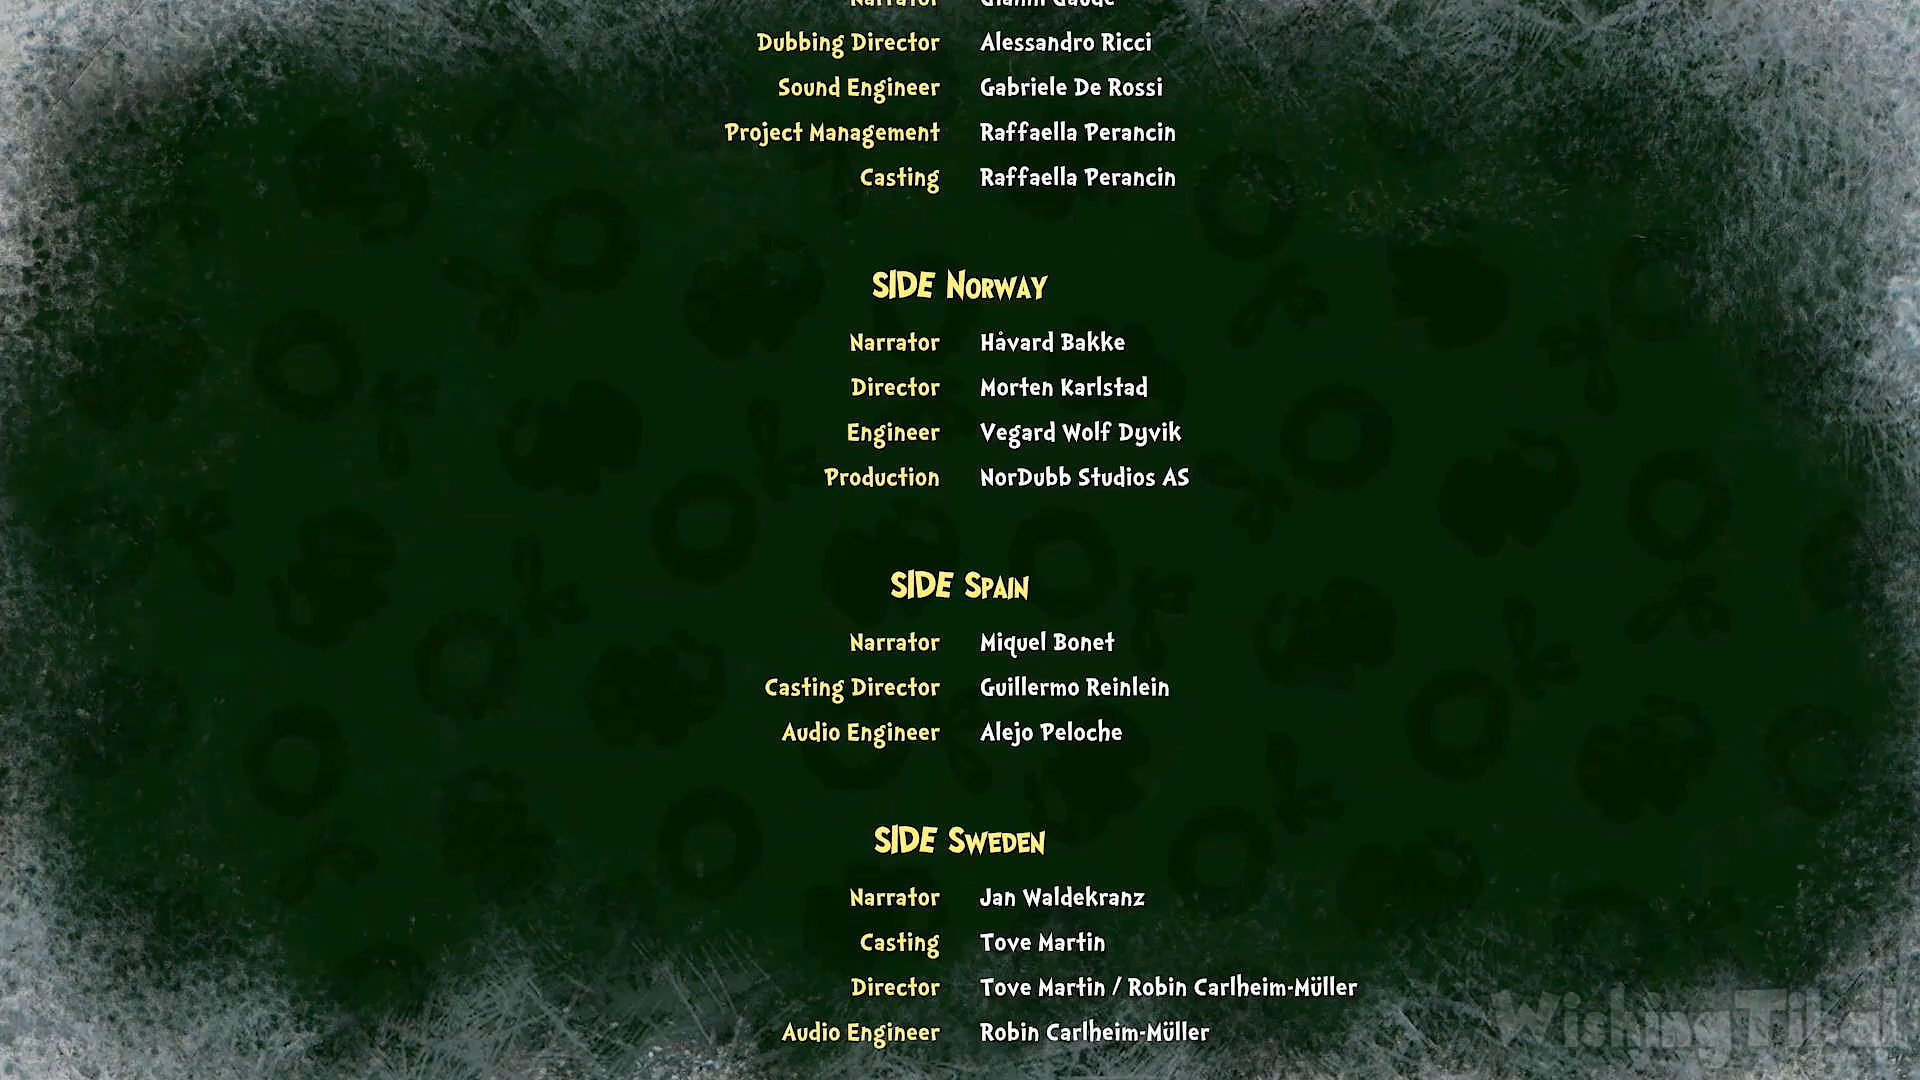 Narrator Gianni Gaude
Dubbing Director Alessandro Ricci
Sound Engineer Gabriele De Rossi
Project Management Raffaella Perancin
Casting Raffaella Perancin
SIDE Norway
Narrator Håvard Bakke
Director Morten Karlstad
Engineer Vegard Wolf Dyvik
Production NorDubb Studios AS
SIDE Spain
Narrator Miquel Bonet
Casting Director Guillermo Reinlein
Audio Engineer Alejo Peloche
SIDE Sweden
Narrator Jan Waldekranz
Casting Tove Martin
Director Tove Martin / Robin Carlheim-Müller
Audio Engineer Robin Carlheim-Müller